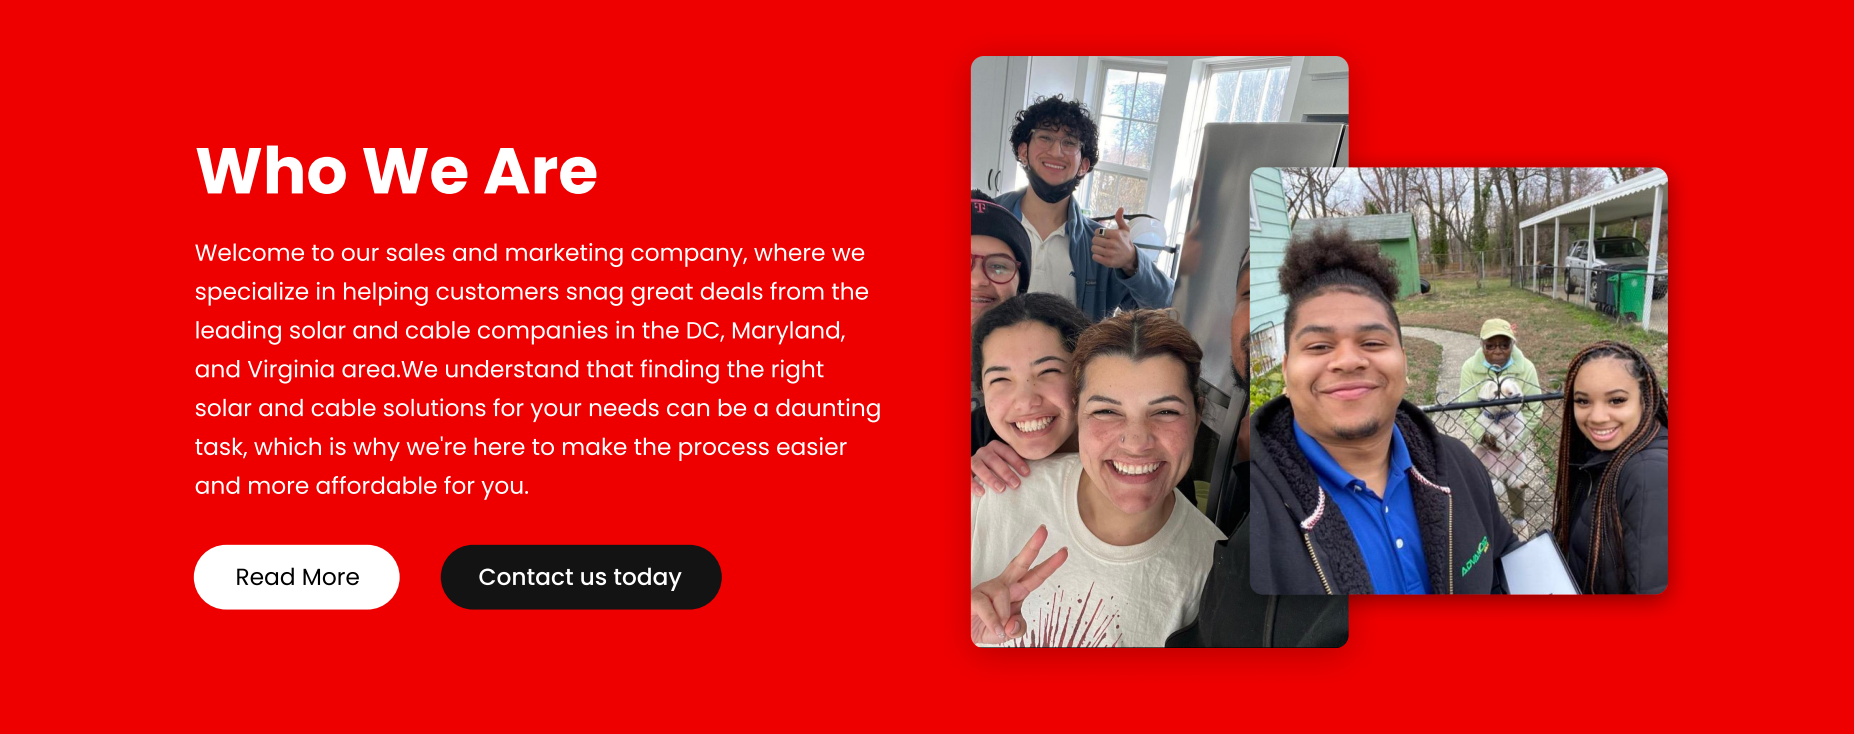 Who We Are
Welcome to our sales and marketing company, where we
specialize in helping customers snag great deals from the
leading solar and cable companies in the DC, Maryland,
and Virginia area.We understand that finding the right
solar and cable solutions for your needs can be a daunting
task, which is why we're here to make the process easier
and more affordable for you.
Read More
Contact us today
T